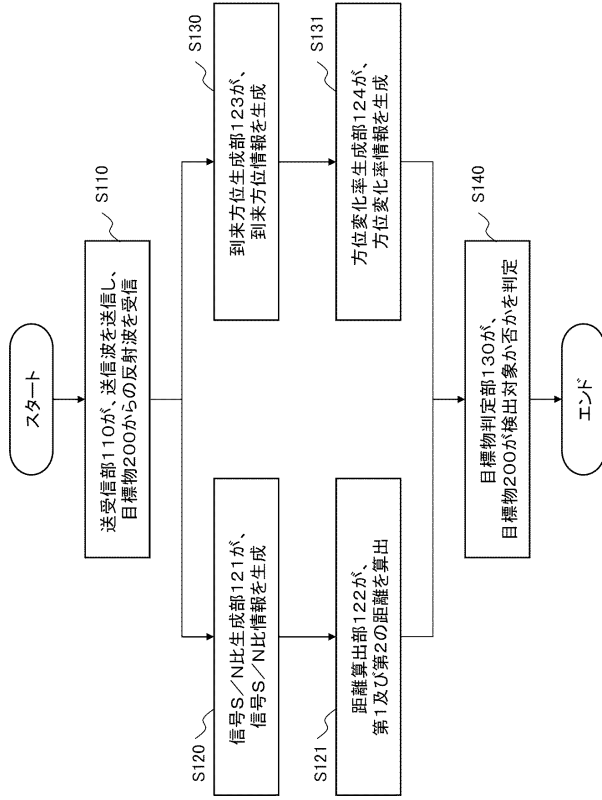 スタート
S110
送受信部110が、送信波を送信し、
目標物200からの反射波を受信
S120
信号S／N比生成部121が、
信号S／N比情報を生成
S130
到来方位生成部123が、
到来方位情報を生成
S121
距離算出部122が、
第1及び第2の距離を算出
S131
方位変化率生成部124が、
方位変化率情報を生成
S140
目標物判定部130が、
目標物200が検出対象か否かを判定
エンド